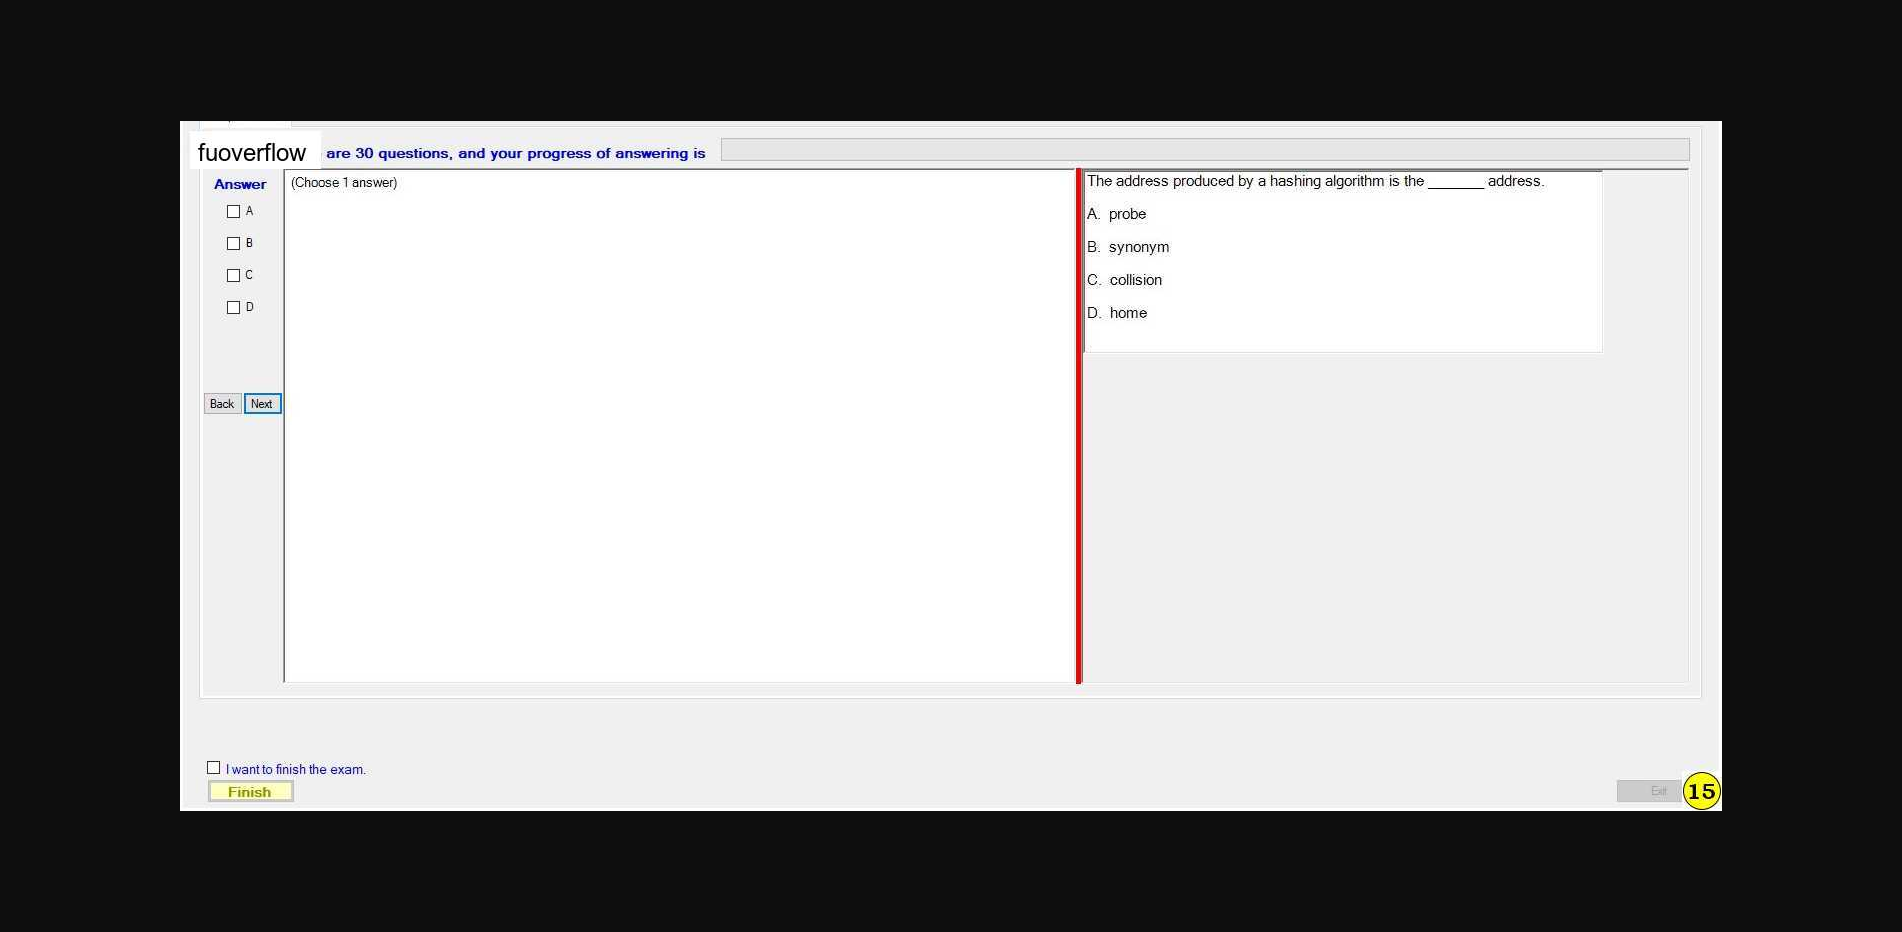 fuoverflow are 30 questions, and your progress of answering is
Answer
A
B
C
D
Back Next
(Choose 1 answer)
The address produced by a hashing algorithm is the _______ address.
A. probe
B. synonym
C. collision
D. home
I want to finish the exam.
Finish
Exit
15